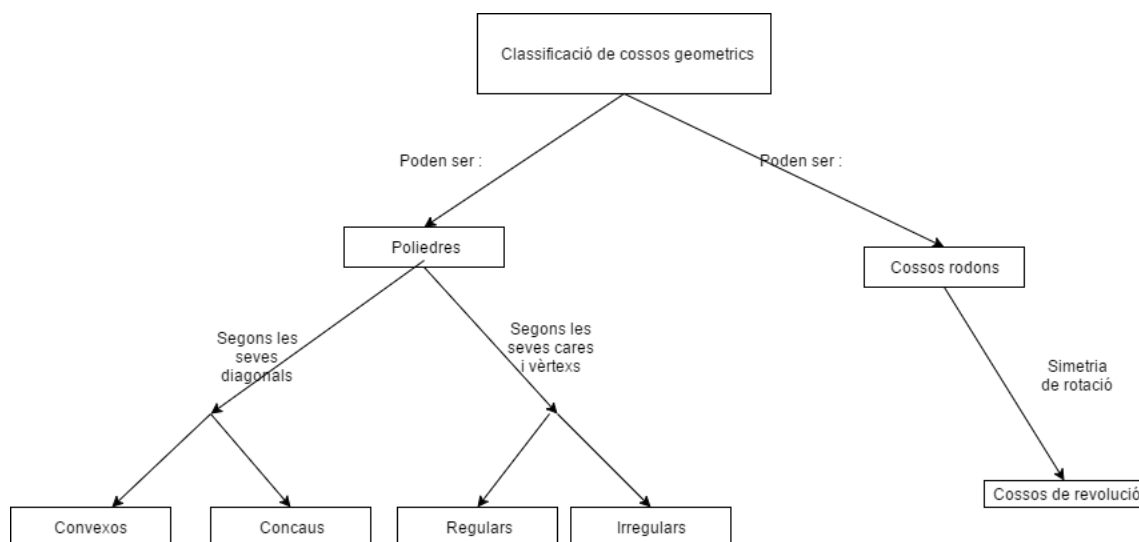 Classificació de cossos geometrics
Poden ser :
Poden ser :
Poliedres
Cossos rodons
Segons les
seves
diagonals
Segons les
seves cares
i vèrtexs
Simetria
de rotació
Convexos
Concaus
Regulars
Irregulars
Cossos de revolució